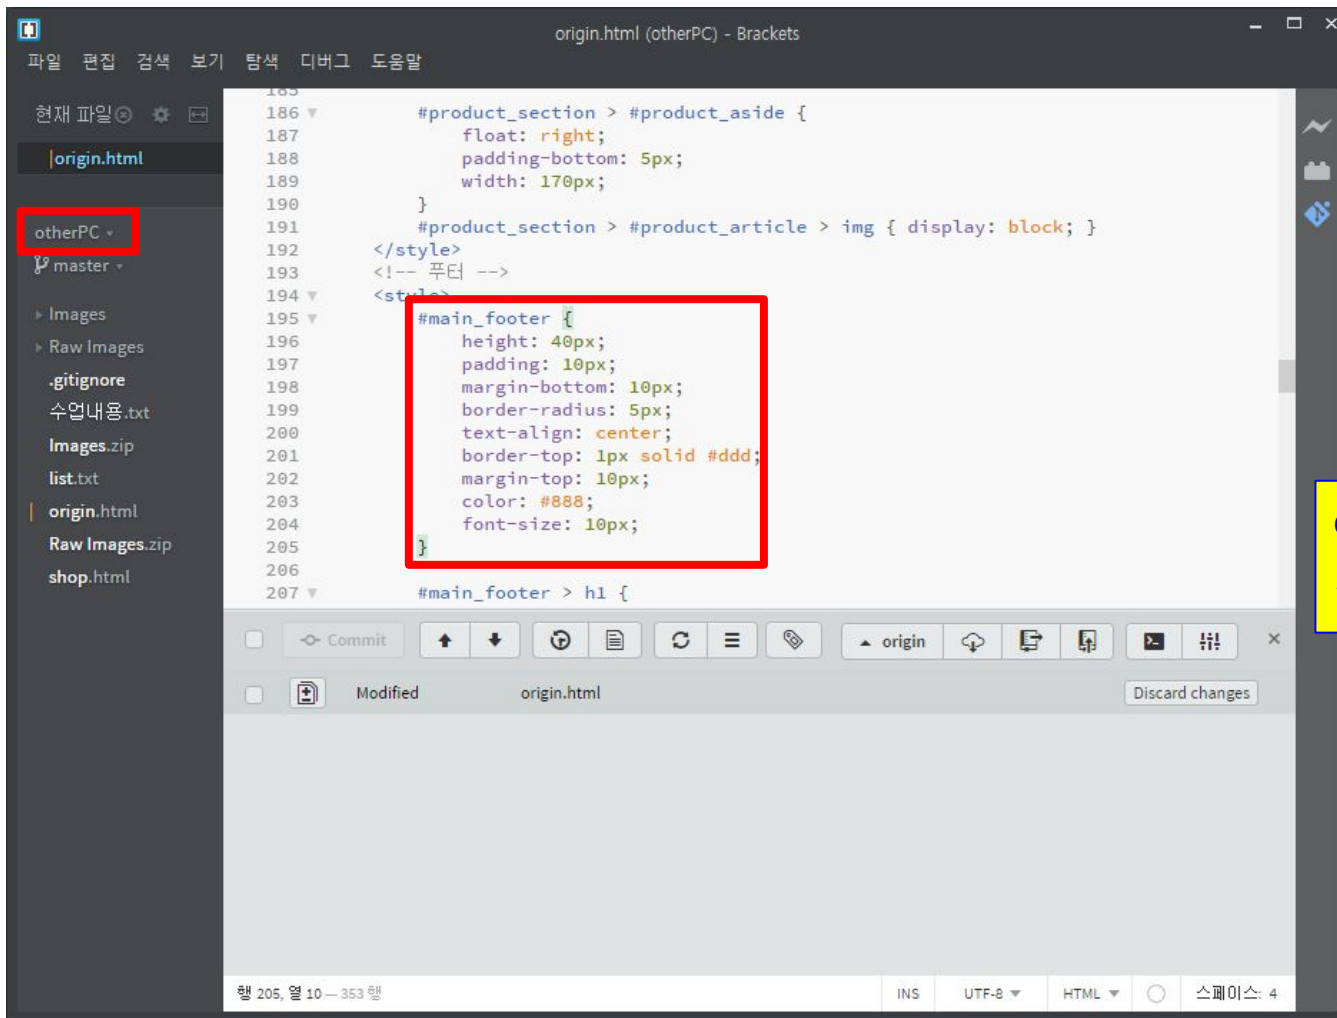 origin.html (otherPC) - Brackets
파일 편집 검색 보기 탐색 디버그 도움말
현재 파일
origin.html
otherPC
master
Images
Raw Images
.gitignore
수업내용.txt
Images.zip
list.txt
origin.html
Raw Images.zip
shop.html
185
186 #product_section > #product_aside {
187 float: right;
188 padding-bottom: 5px;
189 width: 170px;
190 }
191 #product_section > #product_article > img { display: block; }
192 </style>
193 <!-- 푸터 -->
194 <style>
195 #main_footer {
196 height: 40px;
197 padding: 10px;
198 margin-bottom: 10px;
199 border-radius: 5px;
200 text-align: center;
201 border-top: 1px solid #ddd;
202 margin-top: 10px;
203 color: #888;
204 font-size: 10px;
205 }
206
207 #main_footer > h1 {
Commit
origin
Modified origin.html Discard changes
행 205, 열 10 — 353 행
INS UTF-8 HTML 스페이스: 4